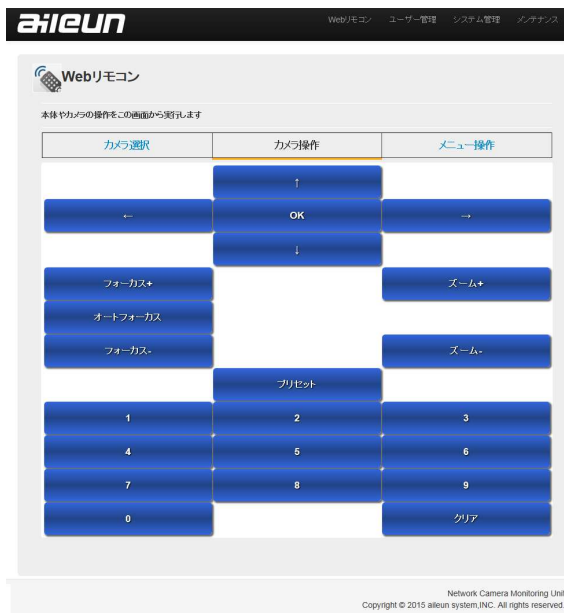 aileun
Webリモコン ユーザー管理 システム管理 メンテナンス
Webリモコン
本体やカメラの操作をこの画面から実行します
カメラ選択 カメラ操作 メニュー操作
↑
← OK →
↓
フォーカス+ ズーム+
オートフォーカス
フォーカス- ズーム-
プリセット
1 2 3
4 5 6
7 8 9
0 クリア
Network Camera Monitoring Unit
Copyright © 2015 aileun system,INC. All rights reserved.